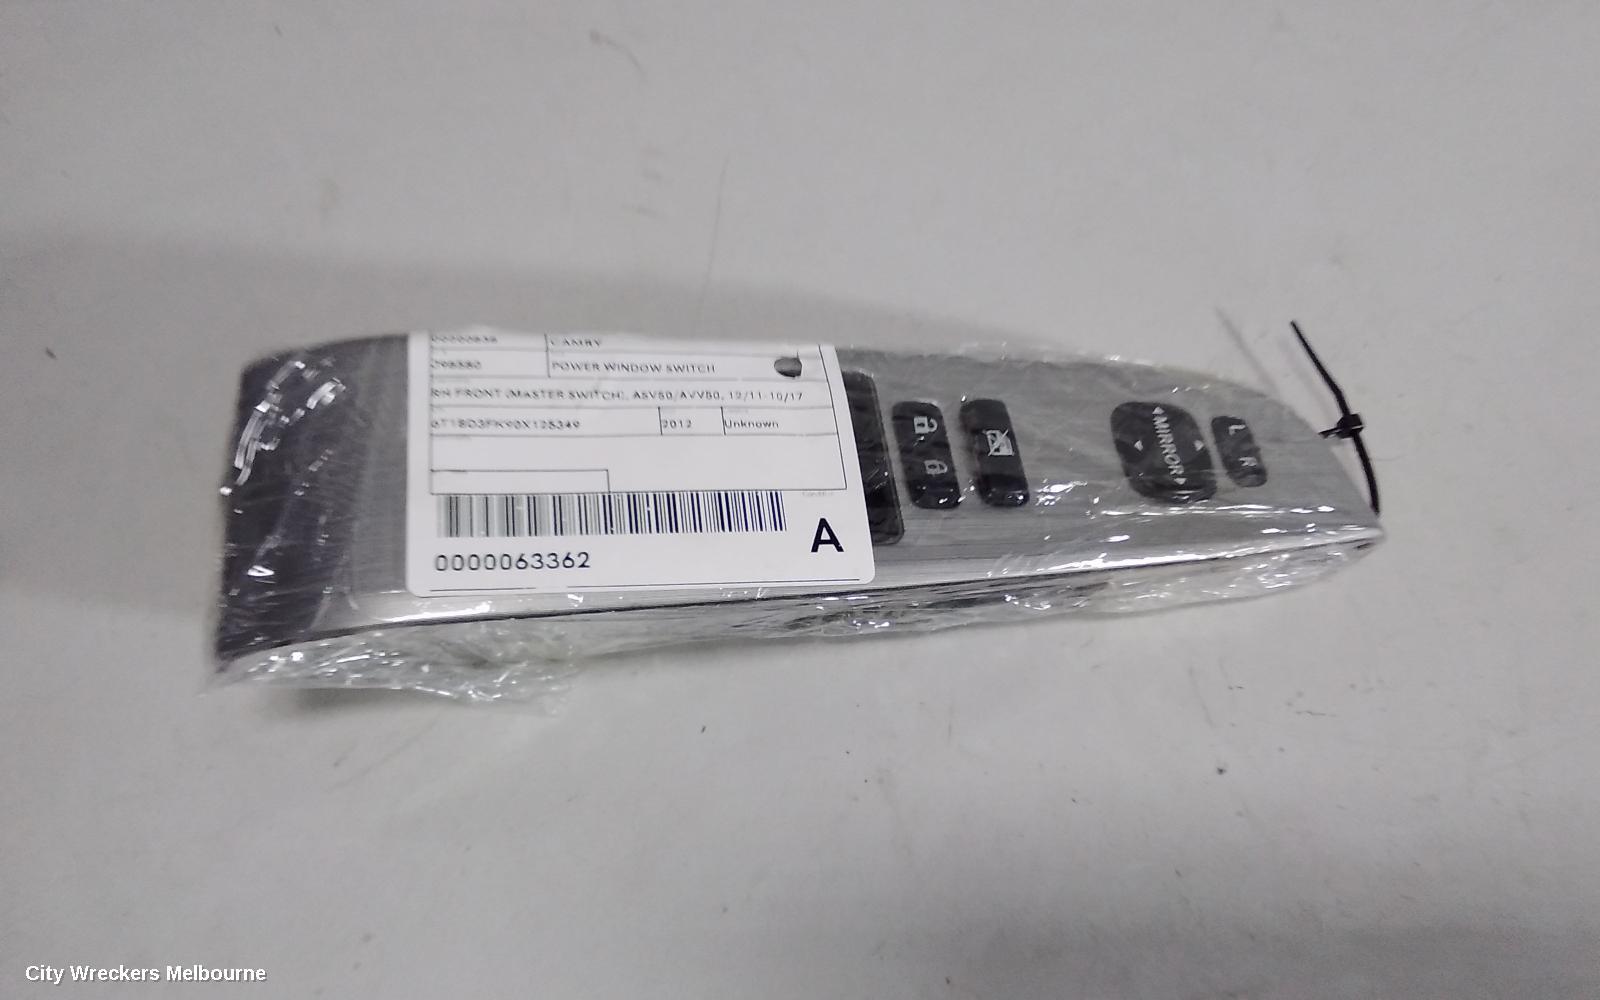 CAMRY
POWER WINDOW SWITCH
RH FRONT (MASTER SWITCH), ASV50/AVV50, 12/11-10/17
6T1BD3FK90X125349 2012 Unknown
A
0000063362
MIRROR
L
R
City Wreckers Melbourne